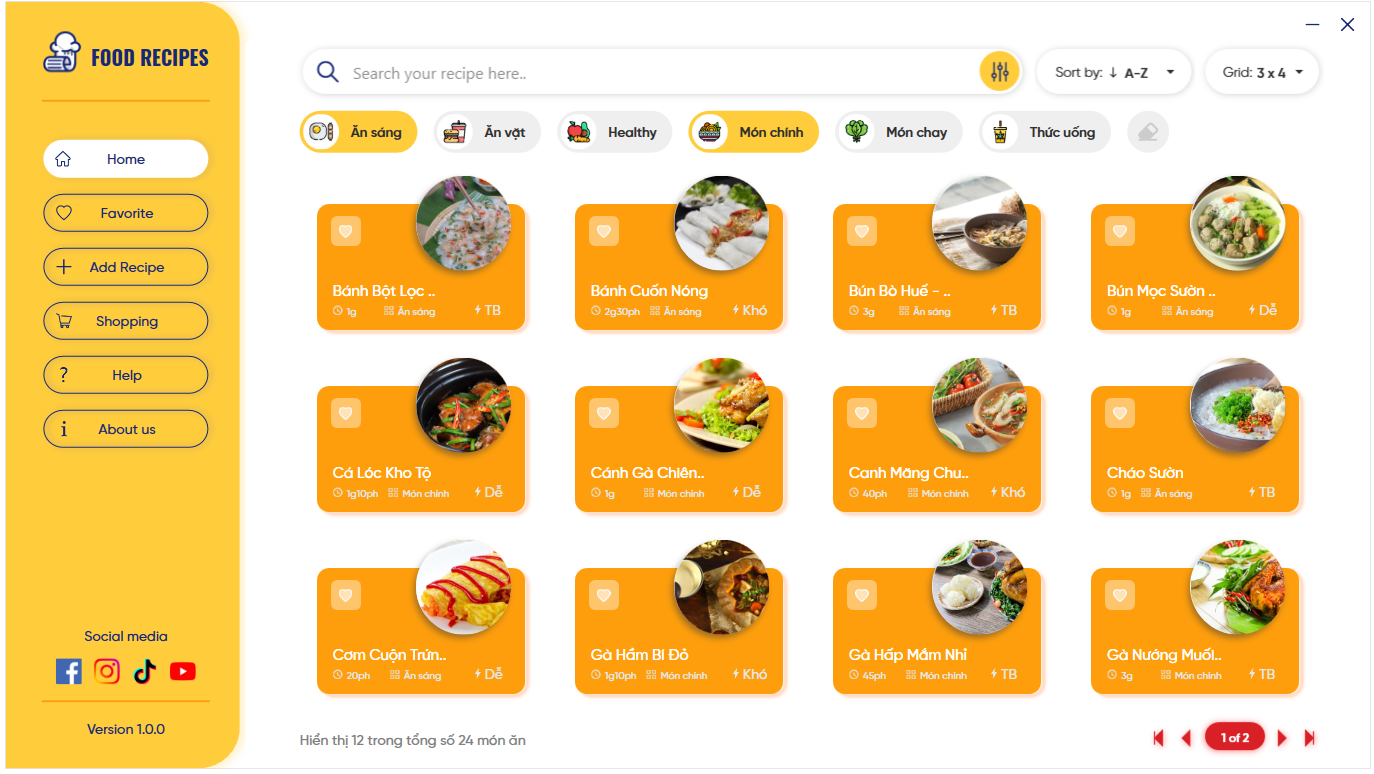 FOOD RECIPES
Home
Favorite
Add Recipe
Shopping
Help
About us
Social media
Version 1.0.0
Search your recipe here..
Sort by: ↓ A-Z
Grid: 3 x 4
Ăn sáng
Ăn vặt
Healthy
Món chính
Món chay
Thức uống
Bánh Bột Lọc ..
1g Ăn sáng TB
Bánh Cuốn Nóng
2g30ph Ăn sáng Khó
Bún Bò Huế - ..
3g Ăn sáng TB
Bún Mọc Sườn ..
1g Ăn sáng Dễ
Cá Lóc Kho Tộ
1g10ph Món chính Dễ
Cánh Gà Chiên..
1g Món chính Dễ
Canh Măng Chu..
40ph Món chính Khó
Cháo Sườn
1g Ăn sáng TB
Cơm Cuộn Trứn..
20ph Ăn sáng Dễ
Gà Hầm Bí Đỏ
1g10ph Món chính Khó
Gà Hấp Mắm Nhỉ
45ph Món chính TB
Gà Nướng Muối..
3g Món chính TB
Hiển thị 12 trong tổng số 24 món ăn
1 of 2